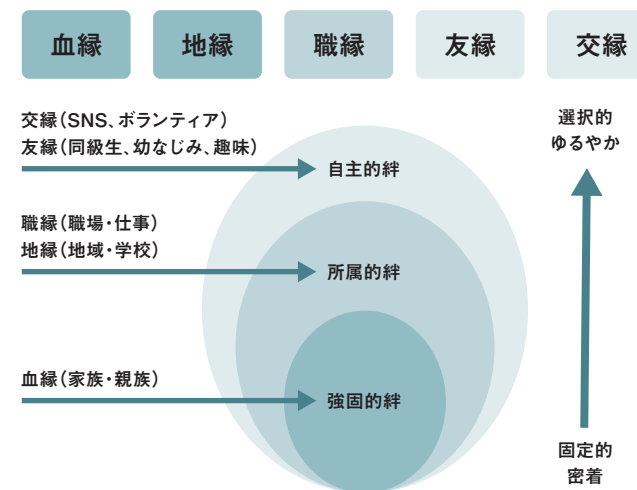 血縁 地縁 職縁 友縁 交縁
交縁（SNS、ボランティア）
友縁（同級生、幼なじみ、趣味）
自主的絆
選択的
ゆるやか
職縁（職場・仕事）
地縁（地域・学校）
所属的絆
血縁（家族・親族）
強固的絆
固定的
密着